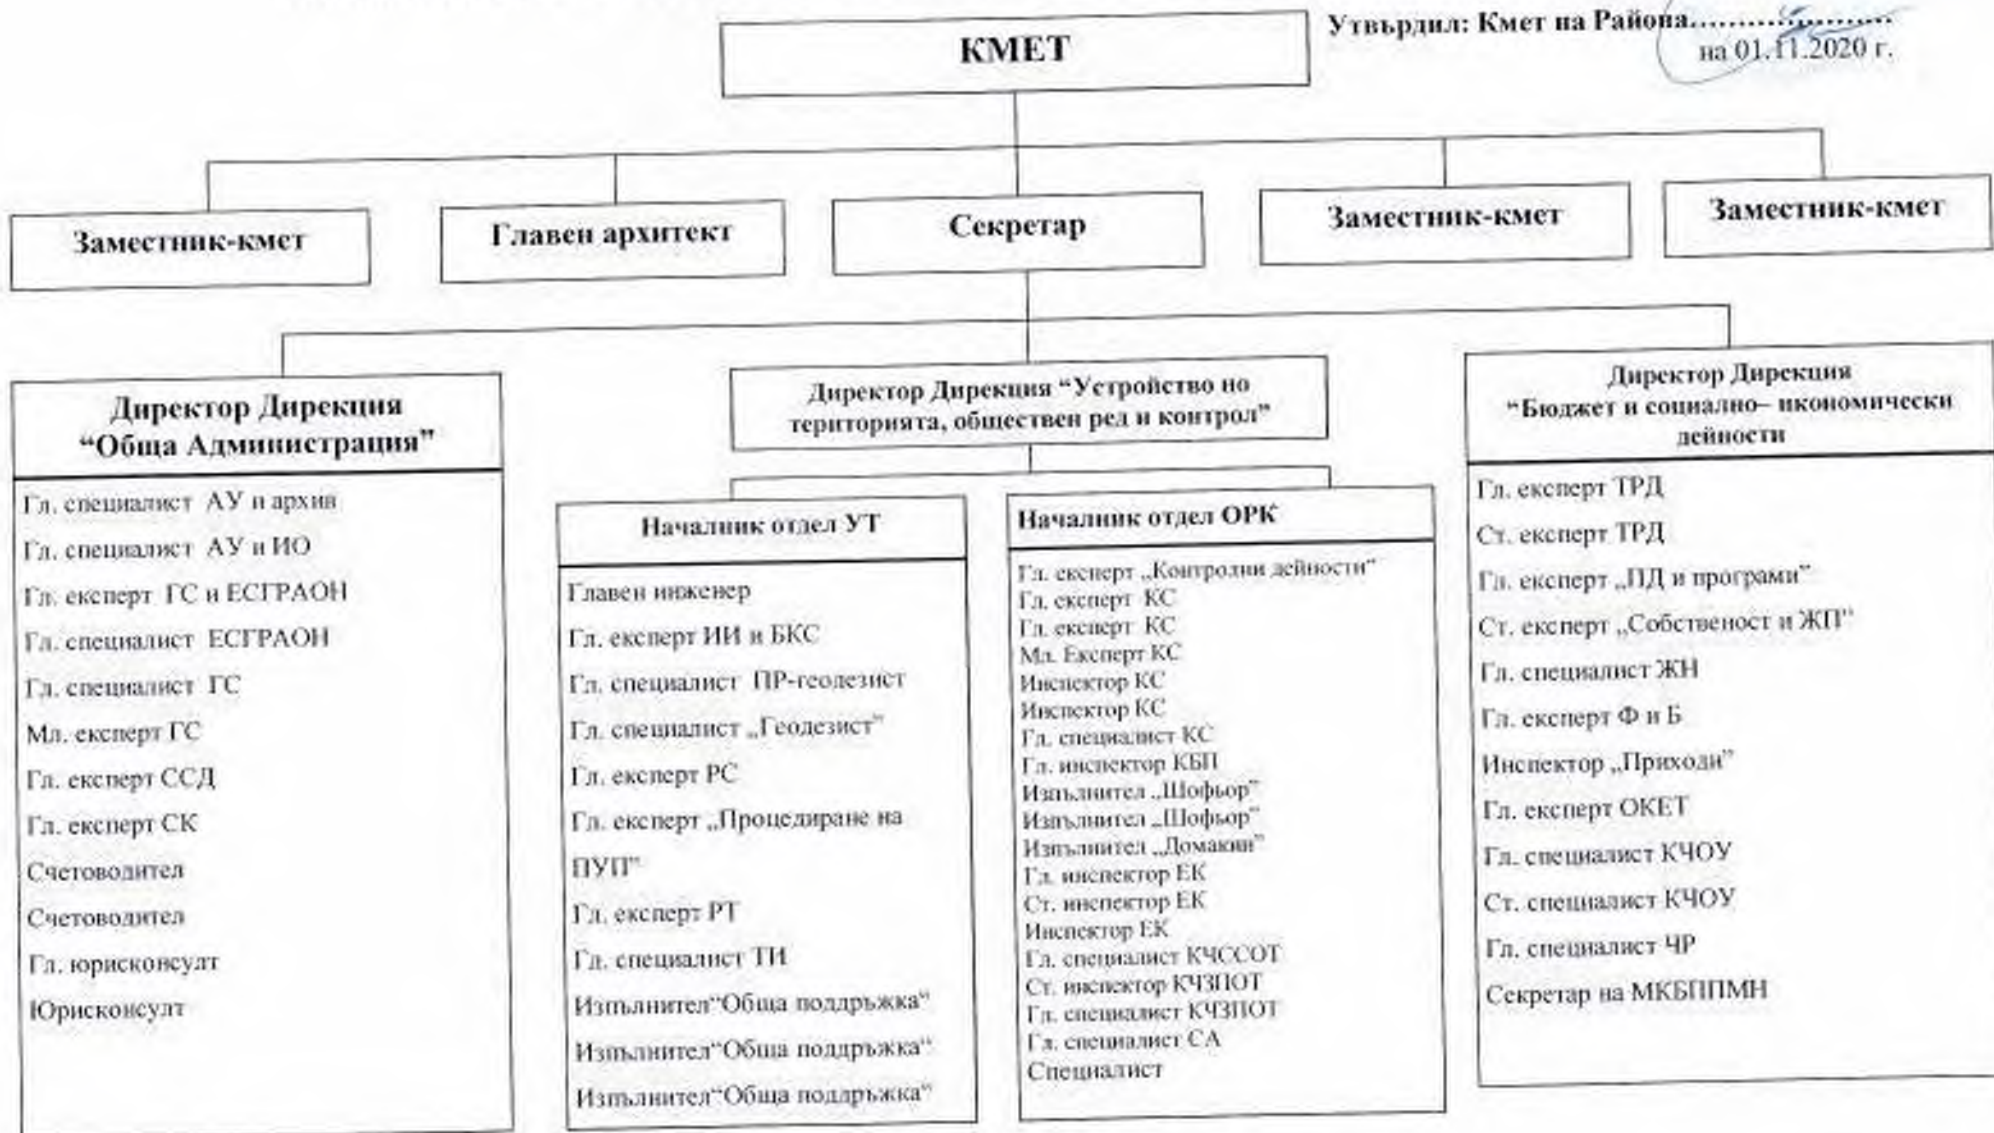 КМЕТ
Утвърдил: Кмет на Района......................
на 01.11.2020 г.
Заместник-кмет
Главен архитект
Секретар
Заместник-кмет
Заместник-кмет
Директор Дирекция
“Обща Администрация”
Гл. специалист АУ и архив
Гл. специалист АУ и ИО
Гл. експерт ГС и ЕСГРАОН
Гл. специалист ЕСГРАОН
Гл. специалист ГС
Мл. експерт ГС
Гл. експерт ССД
Гл. експерт СК
Счетоводител
Счетоводител
Гл. юрисконсулт
Юрисконсулт
Директор Дирекция “Устройство но
територията, обществен ред и контрол”
Началник отдел УТ
Главен инженер
Гл. експерт ИИ и БКС
Гл. специалист ПР-геодезист
Гл. специалист „Геодезист”
Гл. експерт РС
Гл. експерт „Процедиране на
ПУП”
Гл. експерт РТ
Гл. специалист ТИ
Изпълнител“Обща поддръжка“
Изпълнител“Обща поддръжка“
Изпълнител“Обща поддръжка“
Началник отдел ОРК
Гл. експерт „Контролни дейности”
Гл. експерт КС
Гл. експерт КС
Мл. Експерт КС
Инспектор КС
Инспектор КС
Гл. специалист КС
Гл. инспектор КБП
Изпълнител „Шофьор”
Изпълнител „Шофьор”
Изпълнител „Домакин”
Гл. инспектор ЕК
Ст. инспектор ЕК
Инспектор ЕК
Гл. специалист КЧССОТ
Ст. инспектор КЧЗПОТ
Гл. специалист КЧЗПОТ
Гл. специалист СА
Специалист
Директор Дирекция
“Бюджет и социално– икономически
дейности
Гл. експерт ТРД
Ст. експерт ТРД
Гл. експерт „ПД и програми”
Ст. експерт „Собственост и ЖП”
Гл. специалист ЖН
Гл. експерт Ф и Б
Инспектор „Приходи”
Гл. експерт ОКЕТ
Гл. специалист КЧОУ
Ст. специалист КЧОУ
Гл. специалист ЧР
Секретар на МКБППМН